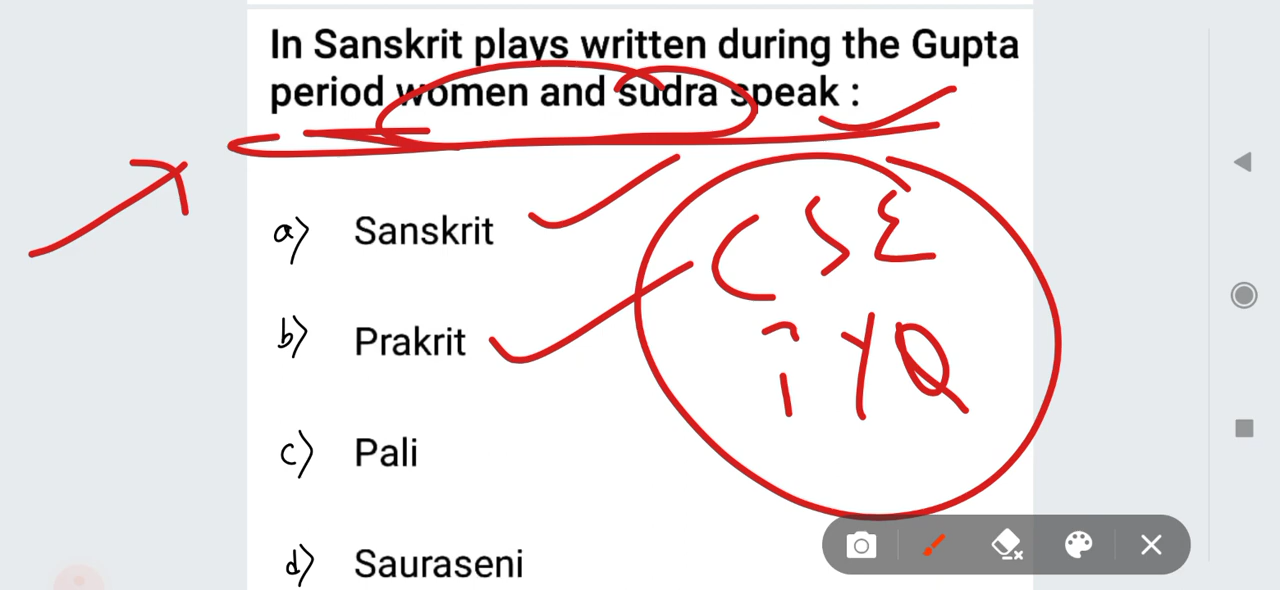 In Sanskrit plays written during the Gupta
period women and sudra speak :
a) Sanskrit
CSE
b) Prakrit
PYQ
c) Pali
d) Sauraseni